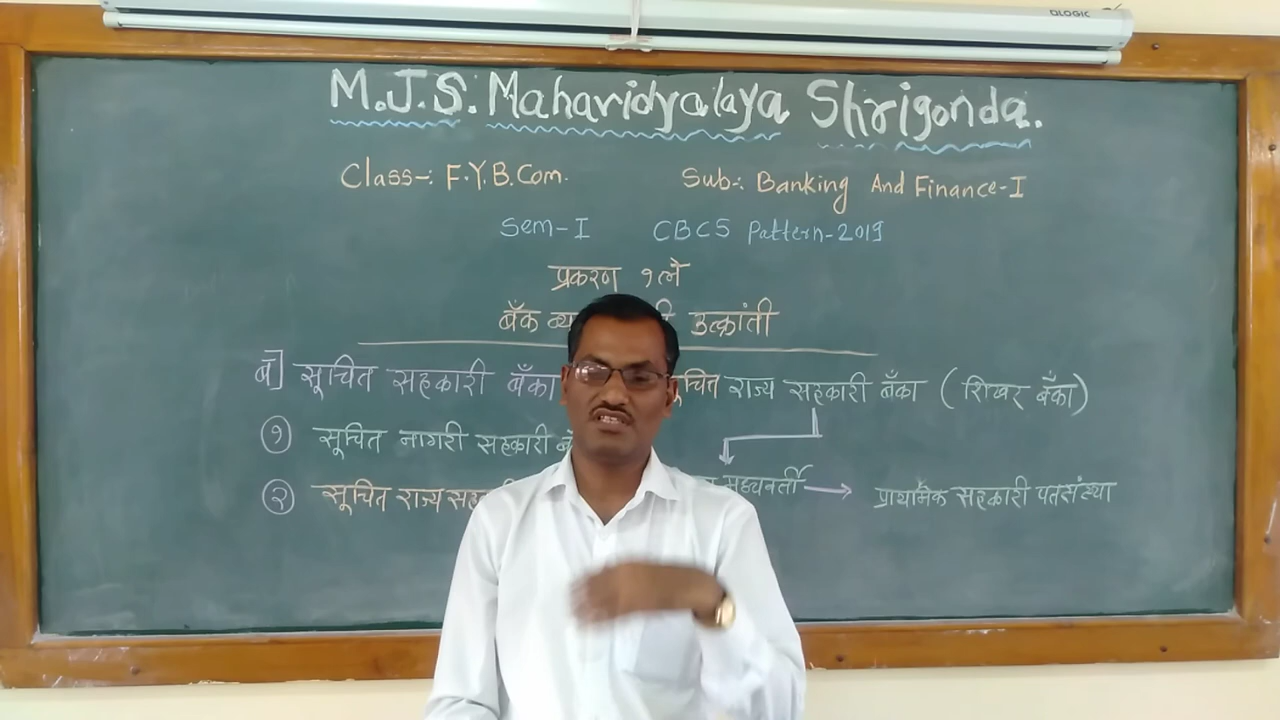 QLOGIC
M.J.S. Mahavidyalaya Shrigonda.
Class-: F.Y.B.Com. Sub-: Banking And Finance-I
Sem-I CBCS Pattern-2019
प्रकरण १ले
बँक उत्क्रांती
ब] सूचित सहकारी बँका राज्य सहकारी बँका (शिखर बँका)
१ सूचित नागरी सहकारी
२ सूचित राज्य मध्यवर्ती → प्राथमिक सहकारी पतसंस्था